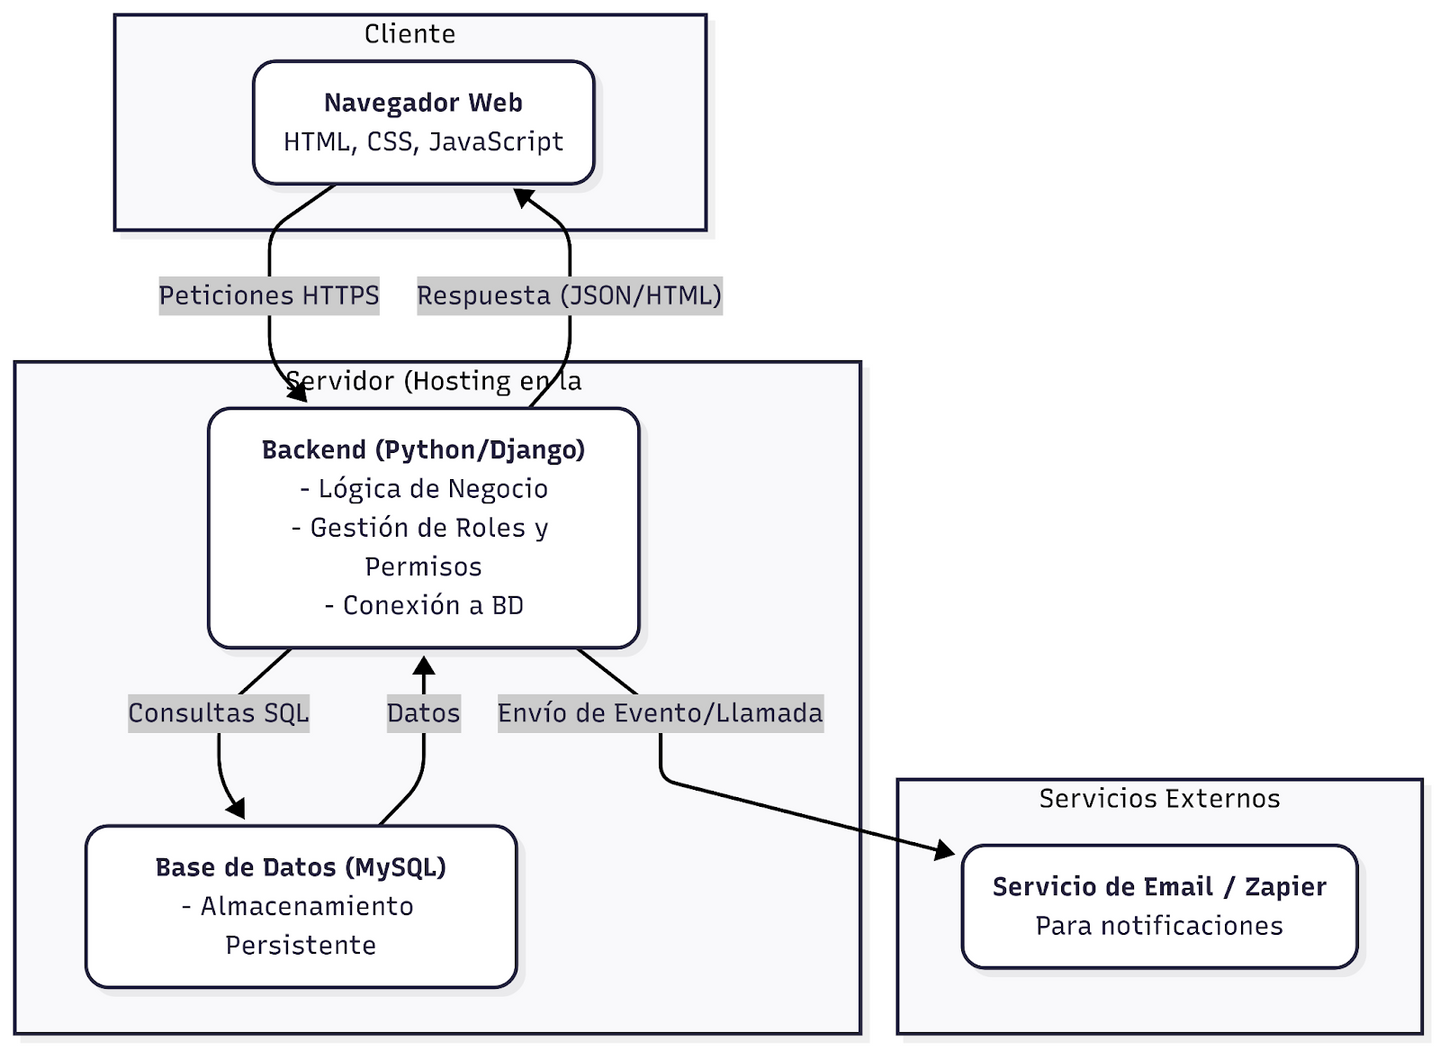 Cliente
Navegador Web
HTML, CSS, JavaScript
Peticiones HTTPS
Respuesta (JSON/HTML)
Servidor (Hosting en la
Backend (Python/Django)
- Lógica de Negocio
- Gestión de Roles y
Permisos
- Conexión a BD
Consultas SQL
Datos
Envío de Evento/Llamada
Base de Datos (MySQL)
- Almacenamiento
Persistente
Servicios Externos
Servicio de Email / Zapier
Para notificaciones